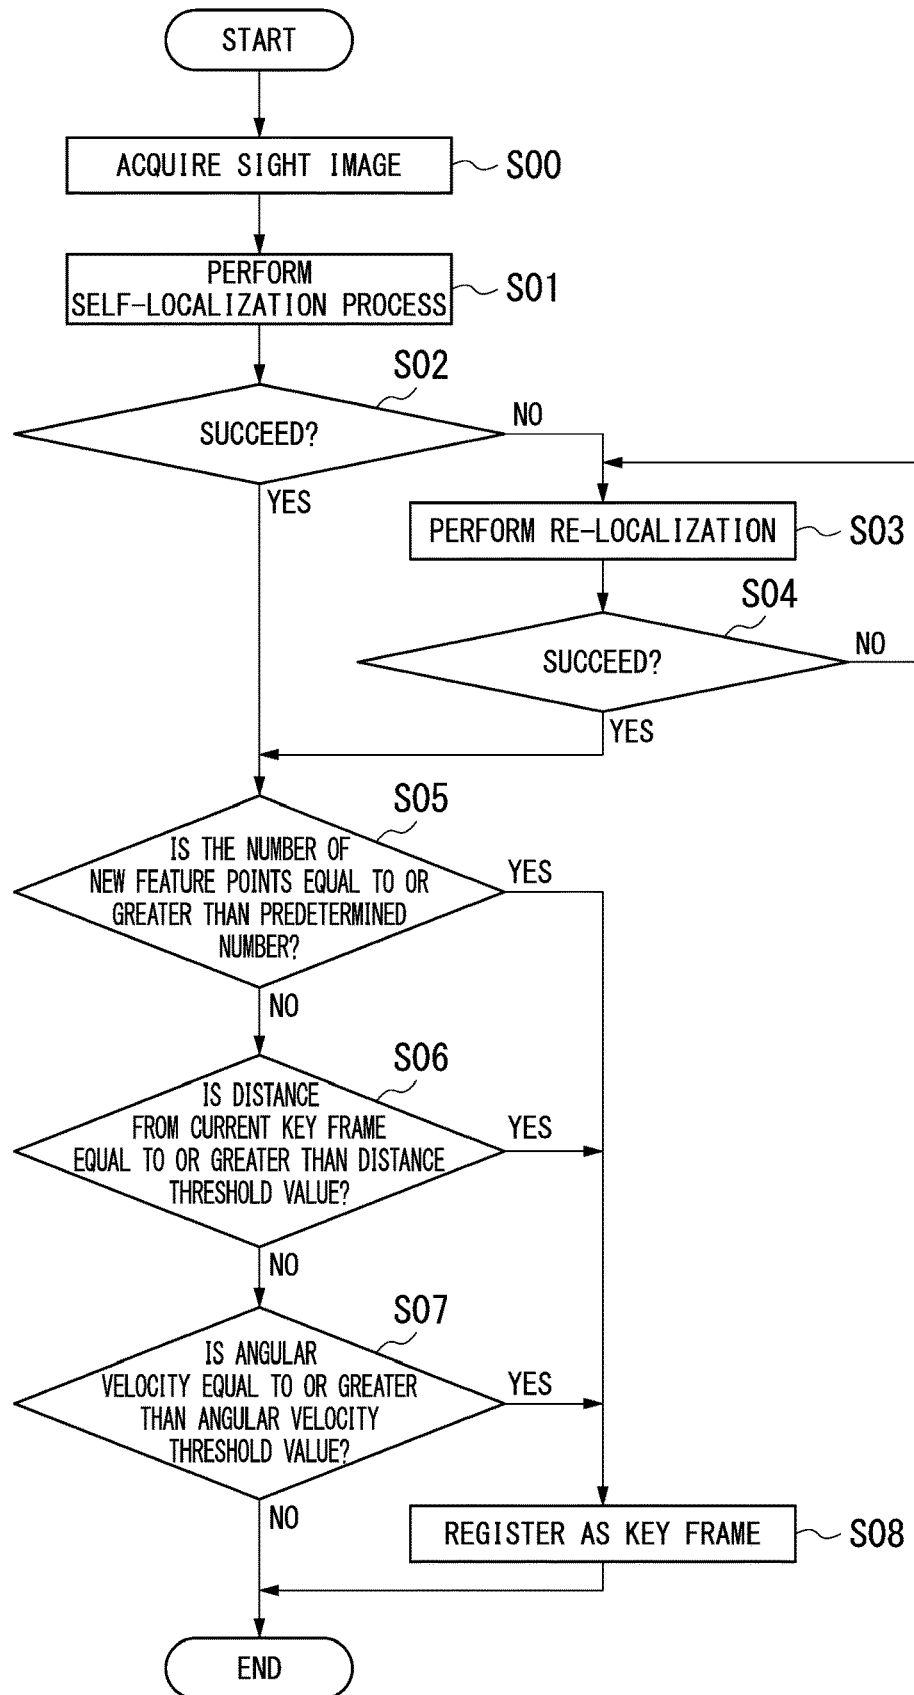 START
ACQUIRE SIGHT IMAGE
S00
PERFORM
SELF-LOCALIZATION PROCESS
S01
S02
SUCCEED?
NO
YES
PERFORM RE-LOCALIZATION
S03
S04
SUCCEED?
NO
YES
S05
IS THE NUMBER OF
NEW FEATURE POINTS EQUAL TO OR
GREATER THAN PREDETERMINED
NUMBER?
YES
NO
S06
IS DISTANCE
FROM CURRENT KEY FRAME
EQUAL TO OR GREATER THAN DISTANCE
THRESHOLD VALUE?
YES
NO
S07
IS ANGULAR
VELOCITY EQUAL TO OR GREATER
THAN ANGULAR VELOCITY
THRESHOLD VALUE?
YES
NO
REGISTER AS KEY FRAME
S08
END